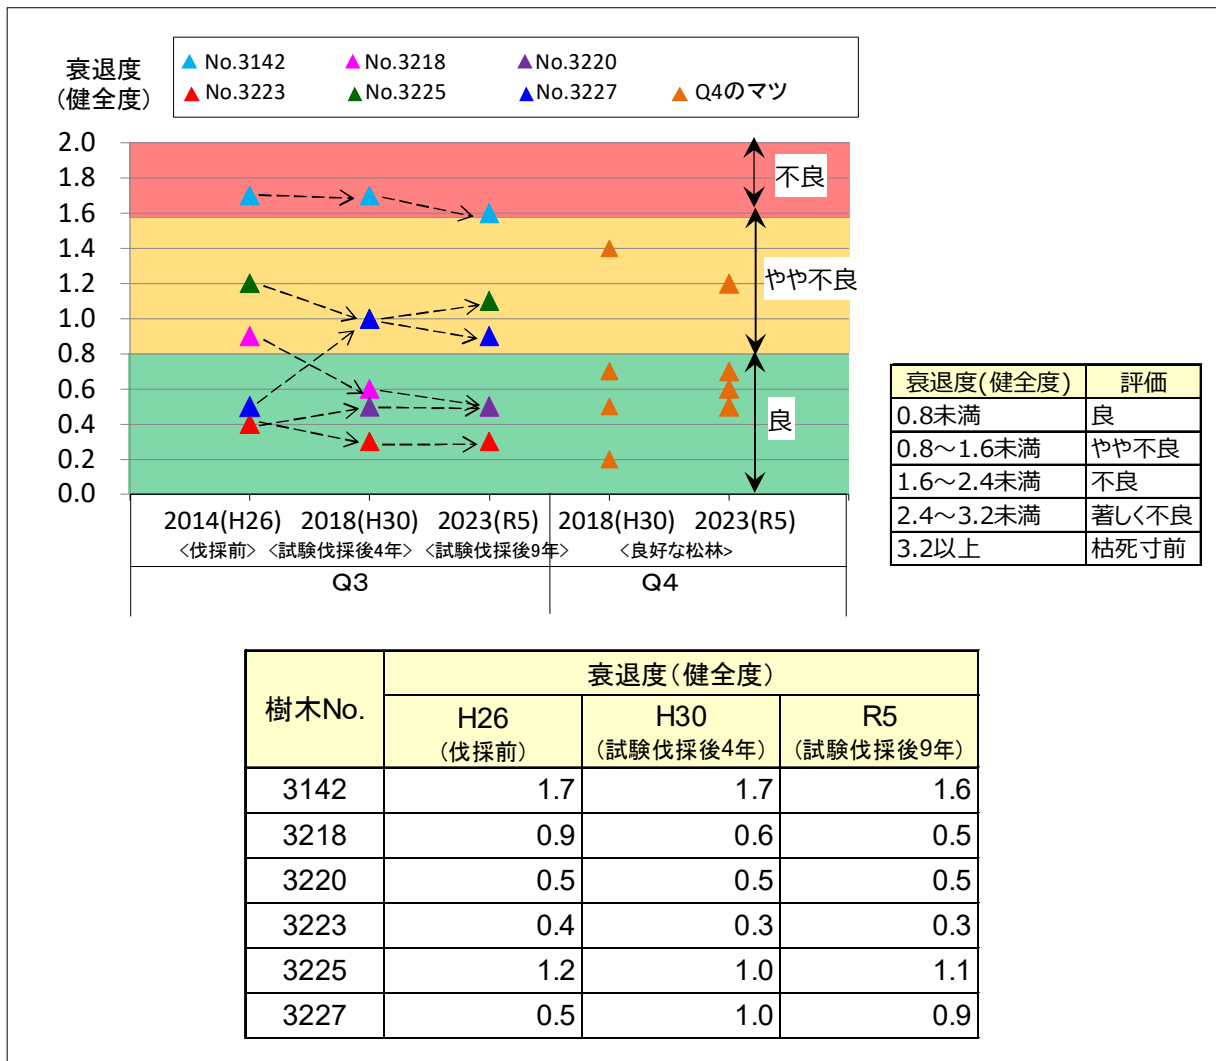 衰退度
(健全度)
No.3142 No.3218 No.3220
No.3223 No.3225 No.3227 Q4のマツ
2.0
1.8
1.6
1.4
1.2
1.0
0.8
0.6
0.4
0.2
0.0
不良
やや不良
良
2014(H26) 2018(H30) 2023(R5) 2018(H30) 2023(R5)
<伐採前> <試験伐採後4年> <試験伐採後9年> <良好な松林>
Q3 Q4
衰退度(健全度) 評価
0.8未満 良
0.8～1.6未満 やや不良
1.6～2.4未満 不良
2.4～3.2未満 著しく不良
3.2以上 枯死寸前
樹木No. 衰退度(健全度)
H26 H30 R5
(伐採前) (試験伐採後4年) (試験伐採後9年)
3142 1.7 1.7 1.6
3218 0.9 0.6 0.5
3220 0.5 0.5 0.5
3223 0.4 0.3 0.3
3225 1.2 1.0 1.1
3227 0.5 1.0 0.9